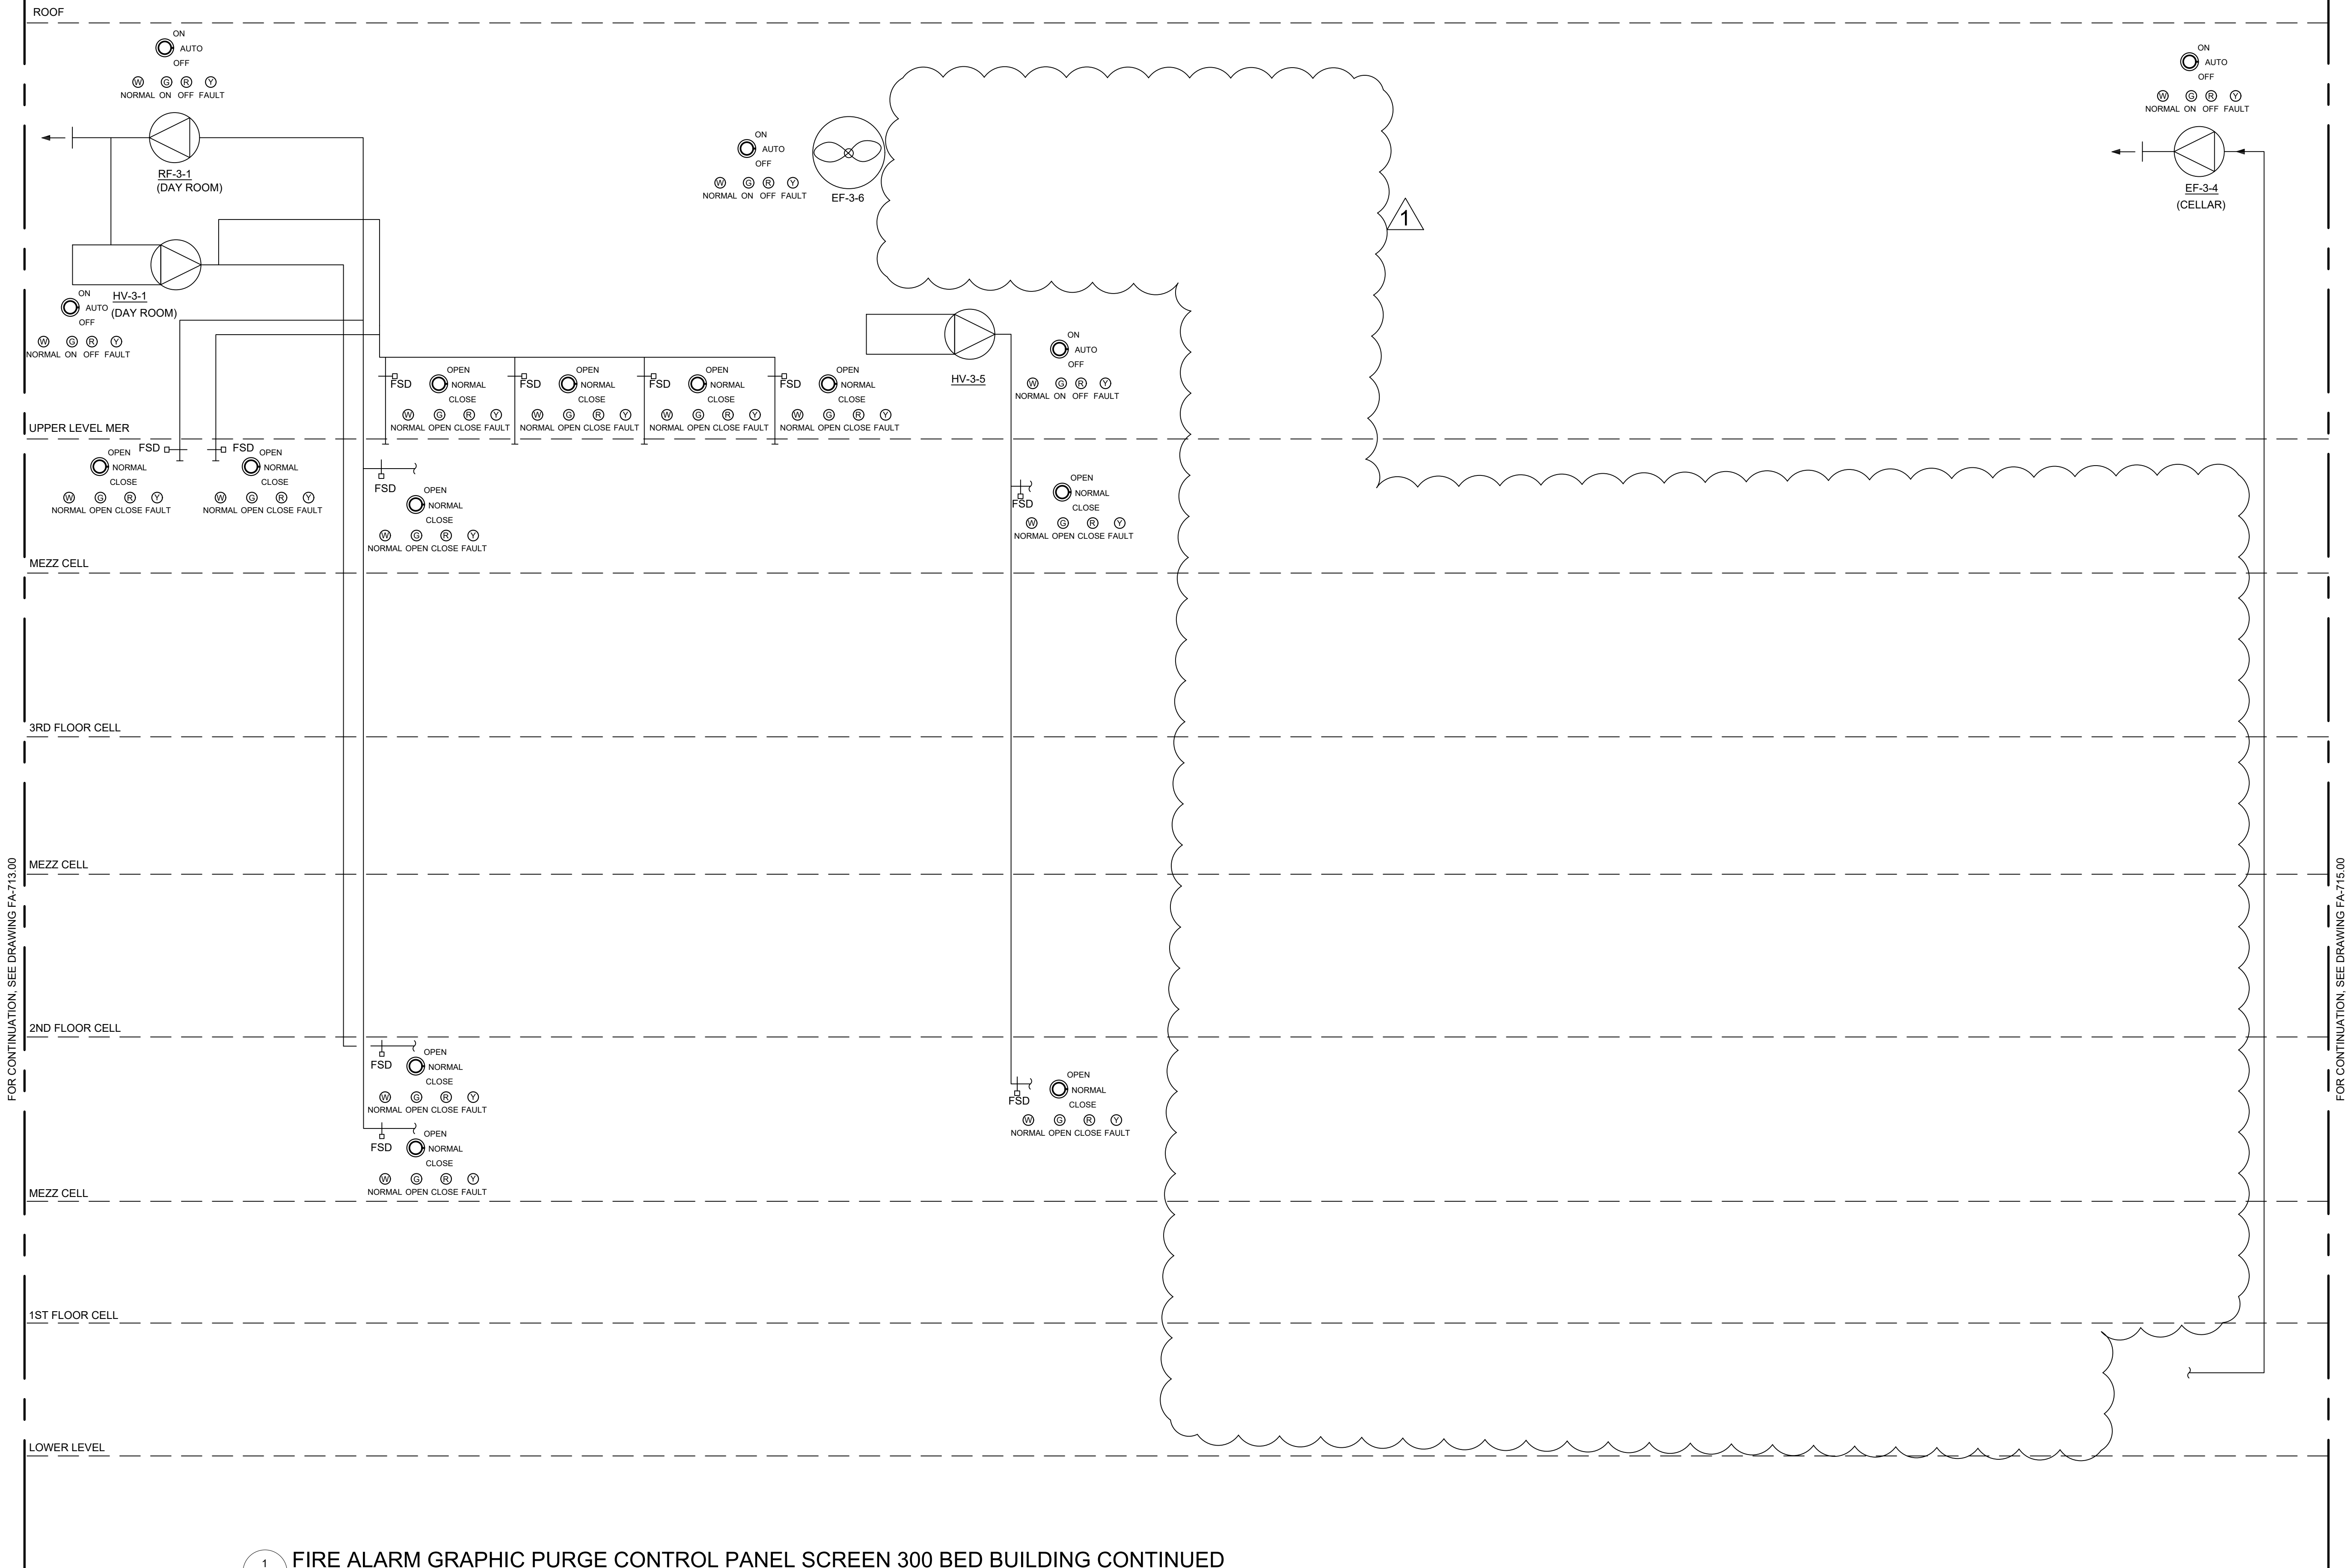 ROOF
ON
AUTO
OFF
W G R Y
NORMAL ON OFF FAULT
RF-3-1
(DAY ROOM)
ON
AUTO
OFF
W G R Y
NORMAL ON OFF FAULT
EF-3-6
1
ON
AUTO
OFF
W G R Y
NORMAL ON OFF FAULT
EF-3-4
(CELLAR)
HV-3-1
(DAY ROOM)
ON
AUTO
OFF
W G R Y
NORMAL ON OFF FAULT
FSD
OPEN
NORMAL
CLOSE
W G R Y
NORMAL OPEN CLOSE FAULT
FSD
OPEN
NORMAL
CLOSE
W G R Y
NORMAL OPEN CLOSE FAULT
FSD
OPEN
NORMAL
CLOSE
W G R Y
NORMAL OPEN CLOSE FAULT
FSD
OPEN
NORMAL
CLOSE
W G R Y
NORMAL OPEN CLOSE FAULT
HV-3-5
ON
AUTO
OFF
W G R Y
NORMAL ON OFF FAULT
UPPER LEVEL MER
FSD
OPEN
NORMAL
CLOSE
W G R Y
NORMAL OPEN CLOSE FAULT
FSD
OPEN
NORMAL
CLOSE
W G R Y
NORMAL OPEN CLOSE FAULT
FSD
OPEN
NORMAL
CLOSE
W G R Y
NORMAL OPEN CLOSE FAULT
FSD
OPEN
NORMAL
CLOSE
W G R Y
NORMAL OPEN CLOSE FAULT
MEZZ CELL
3RD FLOOR CELL
MEZZ CELL
2ND FLOOR CELL
FSD
OPEN
NORMAL
CLOSE
W G R Y
NORMAL OPEN CLOSE FAULT
FSD
OPEN
NORMAL
CLOSE
W G R Y
NORMAL OPEN CLOSE FAULT
FSD
OPEN
NORMAL
CLOSE
W G R Y
NORMAL OPEN CLOSE FAULT
MEZZ CELL
1ST FLOOR CELL
LOWER LEVEL
FOR CONTINUATION, SEE DRAWING FA-713.00
FOR CONTINUATION, SEE DRAWING FA-715.00
1
FIRE ALARM GRAPHIC PURGE CONTROL PANEL SCREEN 300 BED BUILDING CONTINUED